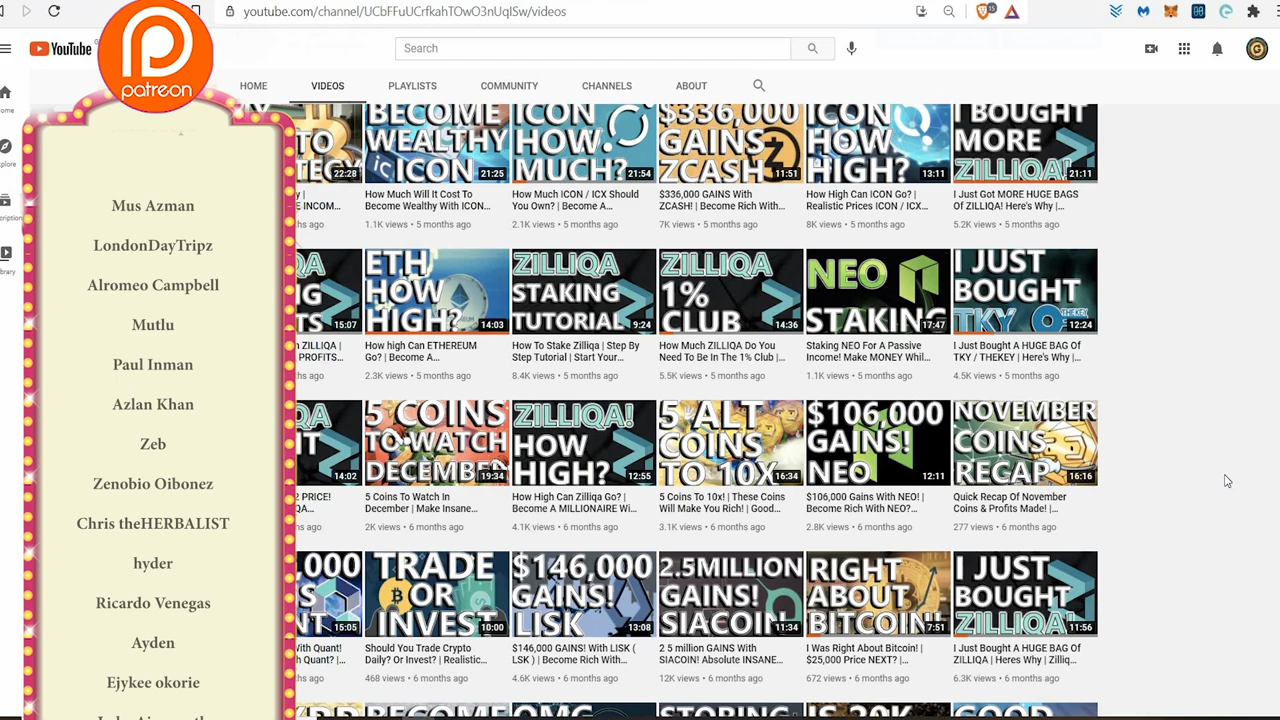 youtube.com/channel/UCbFFuUCrfkahTOwO3nUqISw/videos
15
YouTube
Search
patreon
HOME
VIDEOS
PLAYLISTS
COMMUNITY
CHANNELS
ABOUT
Mus Azman
LondonDayTripz
Alromeo Campbell
Mutlu
Paul Inman
Azlan Khan
Zeb
Zenobio Oibonez
Chris theHERBALIST
hyder
Ricardo Venegas
Ayden
Ejykee okorie
TO
22:28
BECOME
WEALTHY
ICON
21:25
How Much Will It Cost To
Become Wealthy With ICON...
1.1K views • 5 months ago
ICON
HOW
MUCH?
21:54
How Much ICON / ICX Should
You Own? | Become A...
2.1K views • 5 months ago
$336,000
GAINS
ZCASH
11:51
$336,000 GAINS With
ZCASH! | Become Rich With...
7K views • 5 months ago
ICON
HOW
HIGH?
13:11
How High Can ICON Go? |
Realistic Prices ICON / ICX...
8K views • 5 months ago
I BOUGHT
MORE
ZILLIQA!
21:11
I Just Got MORE HUGE BAGS
Of ZILLIQA! Here's Why |...
5.2K views • 5 months ago
15:07
ZILLIQA |
PROFITS...
ETH
HOW
HIGH?
14:03
How high Can ETHEREUM
Go? | Become A...
2.3K views • 5 months ago
ZILLIQA
STAKING
TUTORIAL
9:24
How To Stake Zilliqa | Step By
Step Tutorial | Start Your...
8.4K views • 5 months ago
ZILLIQA
1%
CLUB
14:36
How Much ZILLIQA Do You
Need To Be In The 1% Club |...
5.5K views • 5 months ago
NEO
STAKING
17:47
Staking NEO For A Passive
Income! Make MONEY Whil...
1.1K views • 5 months ago
I JUST
BOUGHT
TKY
THEKEY
12:24
I Just Bought A HUGE BAG Of
TKY / THEKEY | Here's Why |...
4.5K views • 5 months ago
14:02
PRICE!
5 COINS
TO WATCH
DECEMBER
19:34
5 Coins To Watch In
December | Make Insane...
2K views • 6 months ago
ZILLIQA!
HOW
HIGH?
12:55
How High Can Zilliqa Go? |
Become A MILLIONAIRE Wi...
4.1K views • 6 months ago
5 ALT
COINS
TO 10X
16:34
5 Coins To 10x! | These Coins
Will Make You Rich! | Good...
3.1K views • 6 months ago
$106,000
GAINS!
NEO
12:11
$106,000 Gains With NEO! |
Become Rich With NEO?...
2.8K views • 6 months ago
NOVEMBER
COINS
RECAP
16:16
Quick Recap Of November
Coins & Profits Made! |...
277 views • 6 months ago
15:05
With Quant!
Quant? |...
TRADE
OR
INVEST
10:00
Should You Trade Crypto
Daily? Or Invest? | Realistic...
468 views • 6 months ago
$146,000
GAINS!
LISK
13:08
$146,000 GAINS! With LISK (
LSK ) | Become Rich With...
4.6K views • 6 months ago
2.5MILLION
GAINS!
SIACOIN
11:34
2 5 million GAINS With
SIACOIN! Absolute INSANE...
12K views • 6 months ago
RIGHT
ABOUT
BITCOIN!
7:51
I Was Right About Bitcoin! |
$25,000 Price NEXT? |...
672 views • 6 months ago
I JUST
BOUGHT
ZILLIQA!
11:56
I Just Bought A HUGE BAG Of
ZILLIQA | Heres Why | Zilliq...
6.3K views • 6 months ago